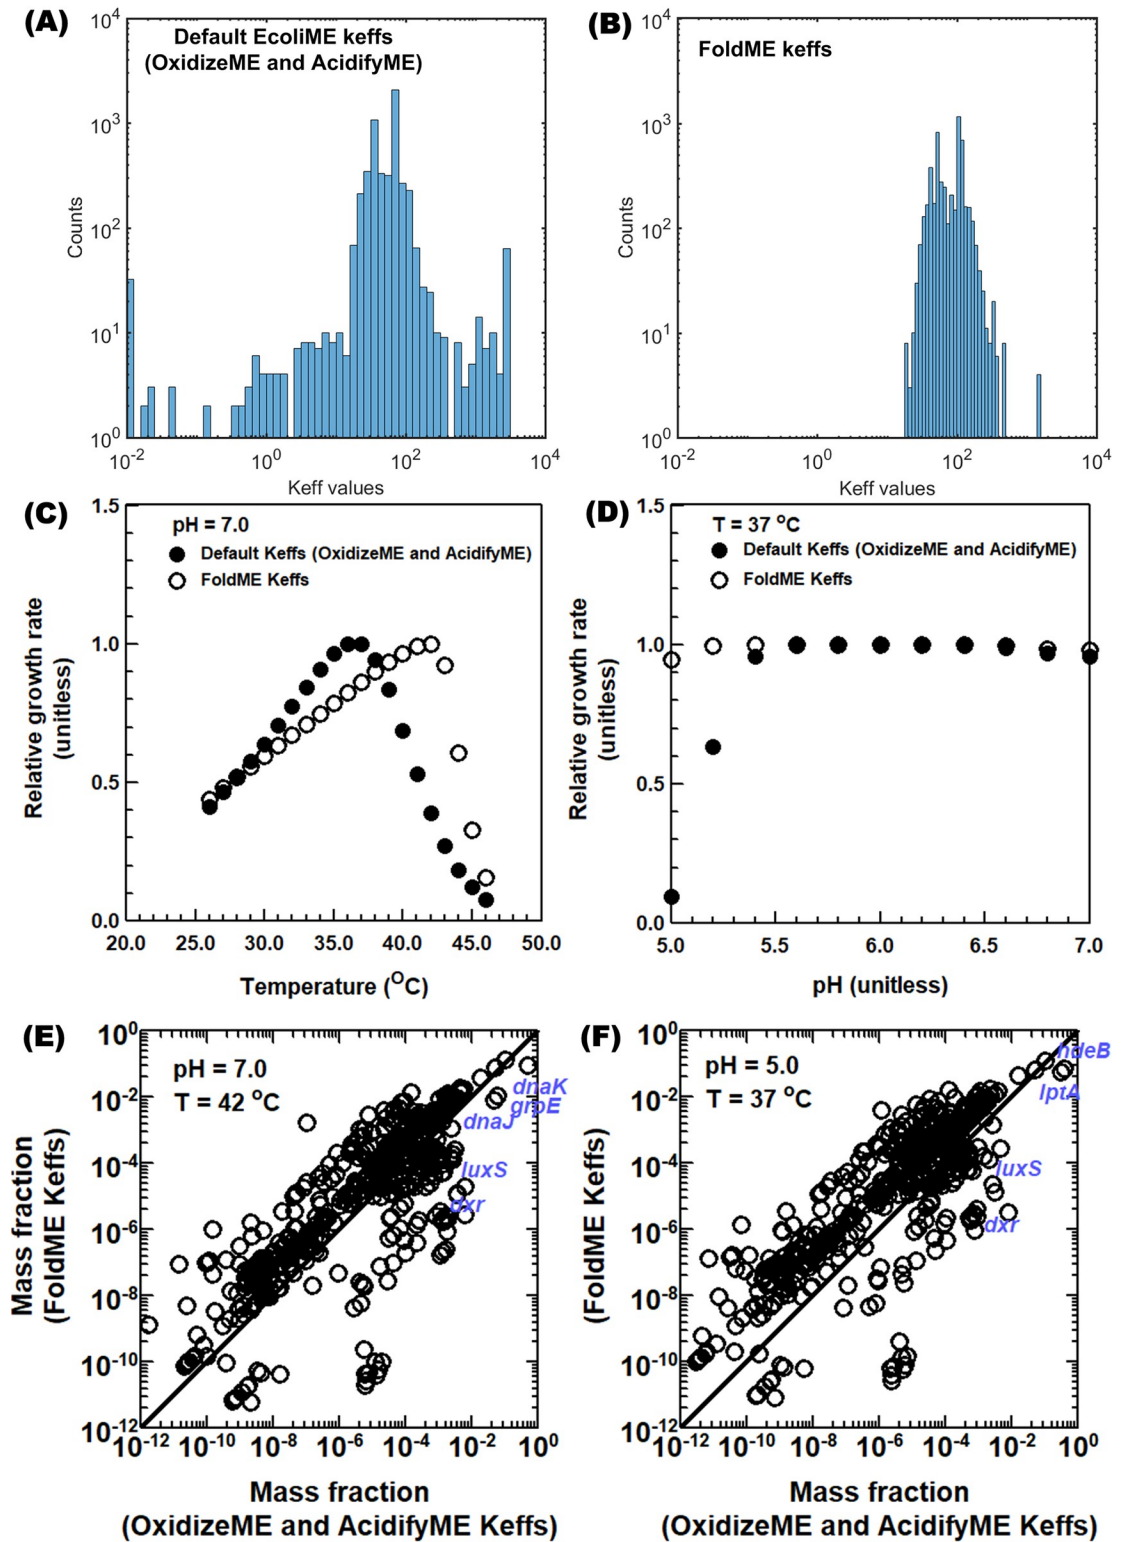 (A)
Default EcoliME keffs
(OxidizeME and AcidifyME)
10^4
10^3
10^2
10^1
10^0
Counts
10^-2 10^0 10^2 10^4
Keff values
(B)
FoldME keffs
10^4
10^3
10^2
10^1
10^0
Counts
10^-2 10^0 10^2 10^4
Keff values
(C)
pH = 7.0
Default Keffs (OxidizeME and AcidifyME)
FoldME Keffs
1.5
1.0
0.5
0.0
Relative growth rate
(unitless)
20.0 25.0 30.0 35.0 40.0 45.0 50.0
Temperature (OC)
(D)
T = 37 oC
Default Keffs (OxidizeME and AcidifyME)
FoldME Keffs
1.5
1.0
0.5
0.0
Relative growth rate
(unitless)
5.0 5.5 6.0 6.5 7.0
pH (unitless)
(E)
pH = 7.0
T = 42 oC
dnaK
grpE
dnaJ
luxS
dxr
10^0
10^-2
10^-4
10^-6
10^-8
10^-10
10^-12
Mass fraction
(FoldME Keffs)
10^-12 10^-10 10^-8 10^-6 10^-4 10^-2 10^0
Mass fraction
(OxidizeME and AcidifyME Keffs)
(F)
pH = 5.0
T = 37 oC
hdeB
lptA
luxS
dxr
10^0
10^-2
10^-4
10^-6
10^-8
10^-10
10^-12
(FoldME Keffs)
10^-12 10^-10 10^-8 10^-6 10^-4 10^-2 10^0
Mass fraction
(OxidizeME and AcidifyME Keffs)